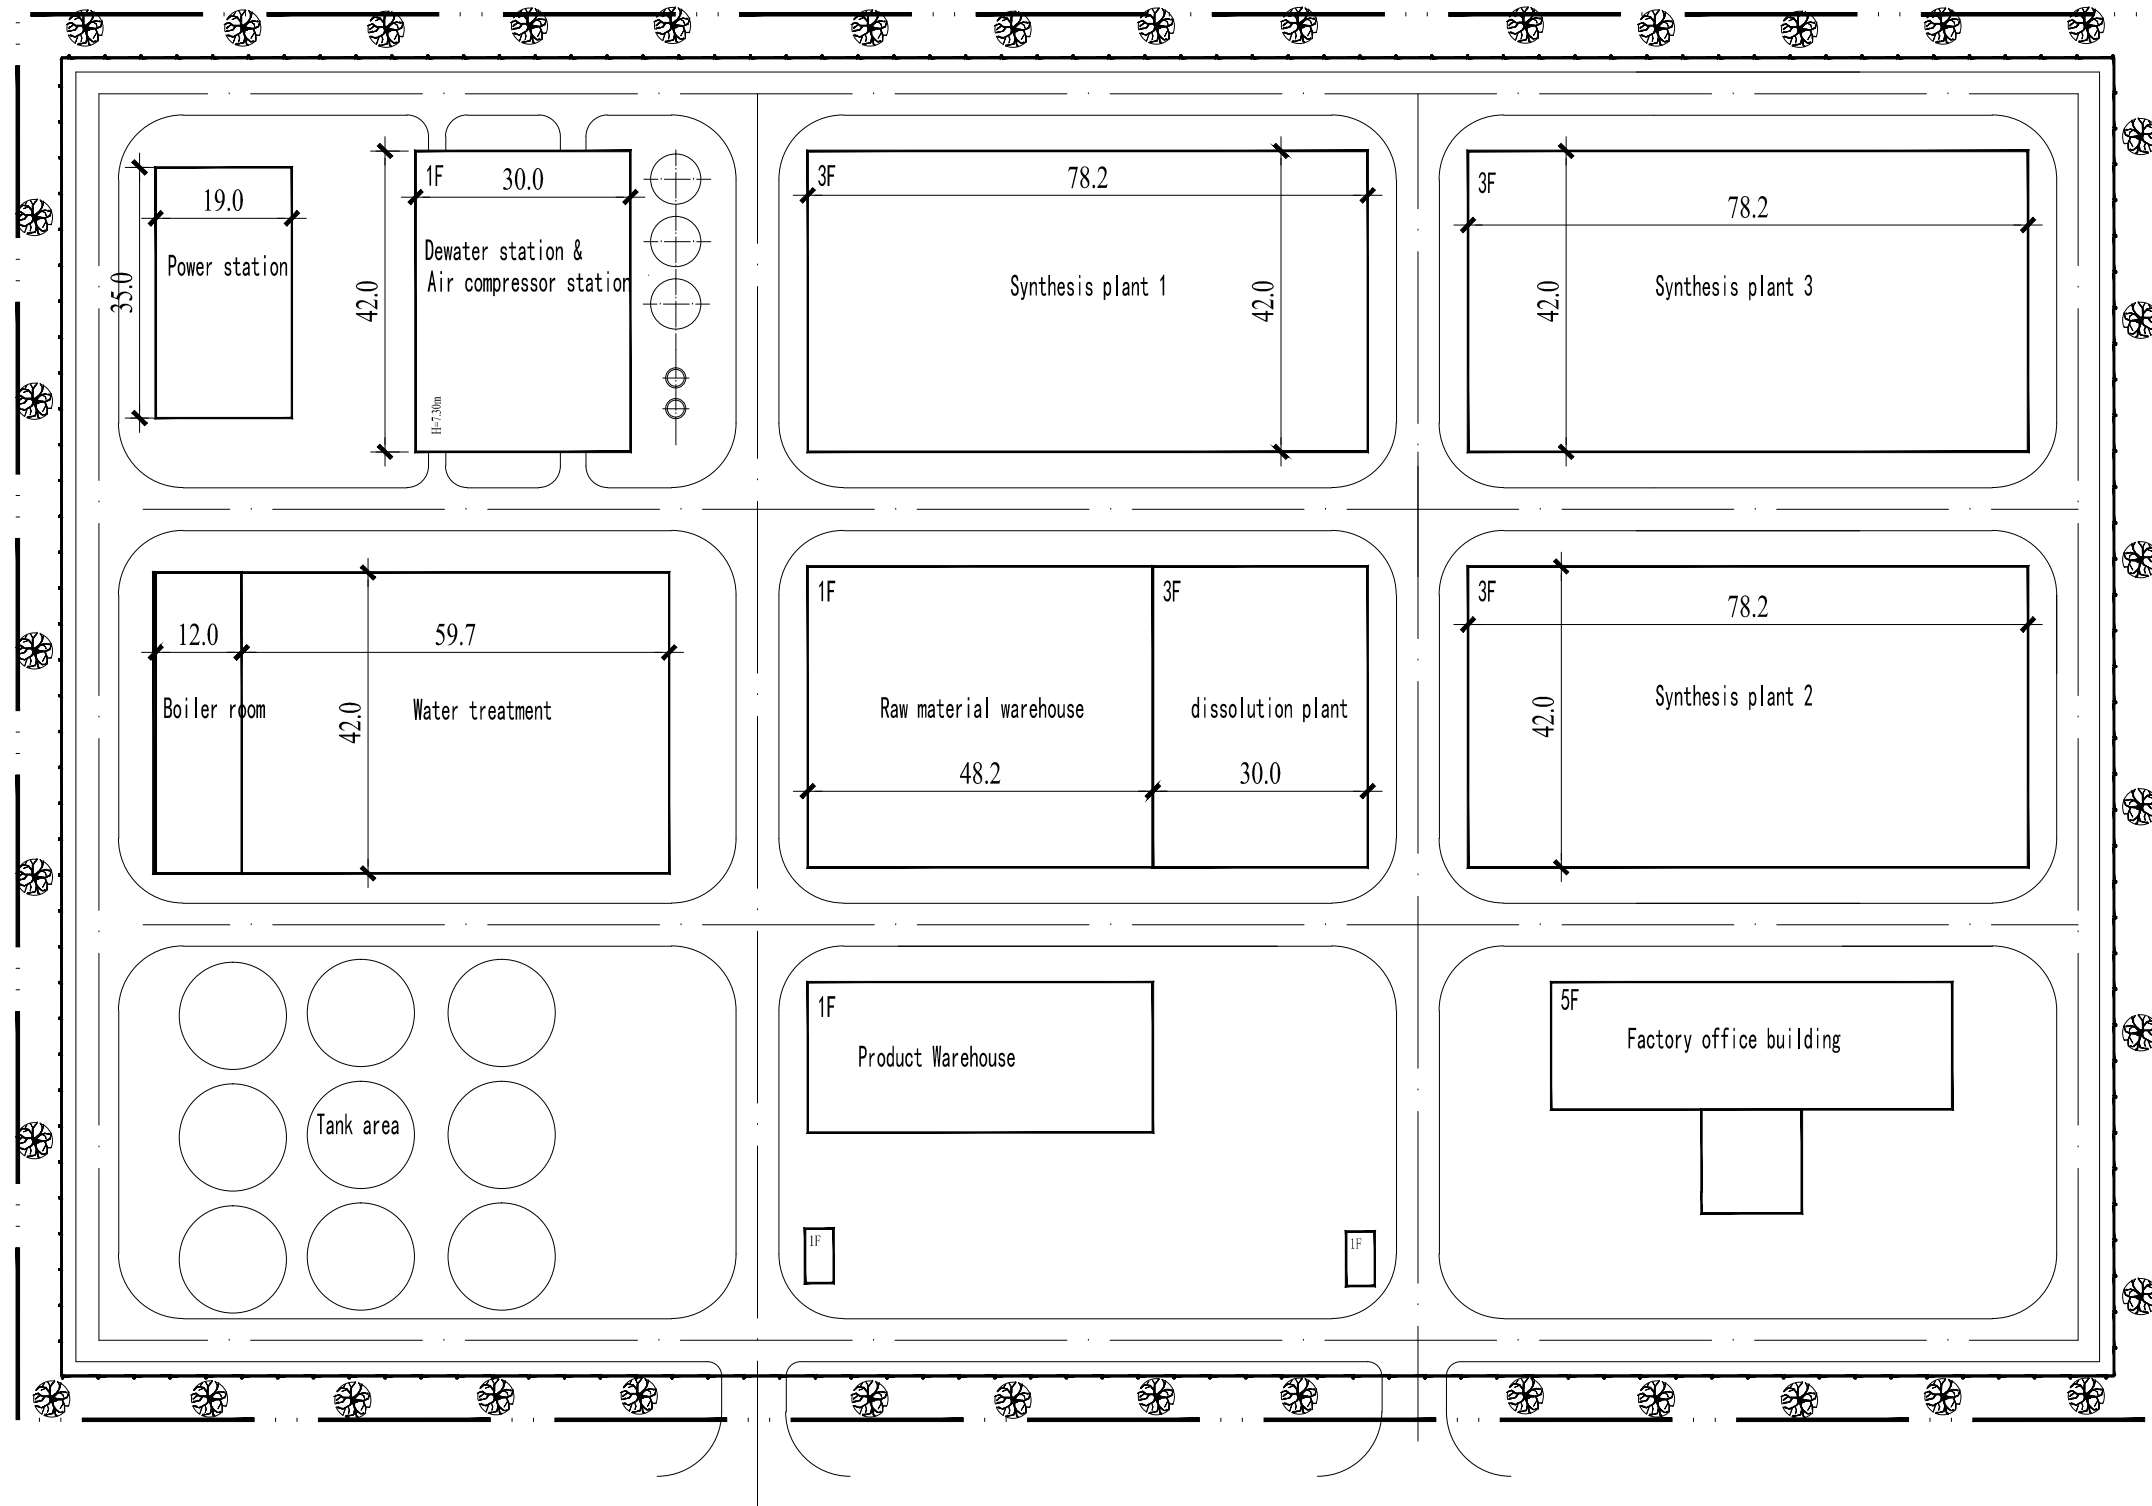 1F
30.0
19.0
35.0
Power station
Dewater station &
Air compressor station
42.0
H=7.30m
3F
78.2
Synthesis plant 1
42.0
3F
78.2
Synthesis plant 3
42.0
12.0
59.7
Boiler room
Water treatment
42.0
1F
3F
Raw material warehouse
dissolution plant
48.2
30.0
3F
78.2
Synthesis plant 2
42.0
Tank area
1F
Product Warehouse
1F
1F
5F
Factory office building